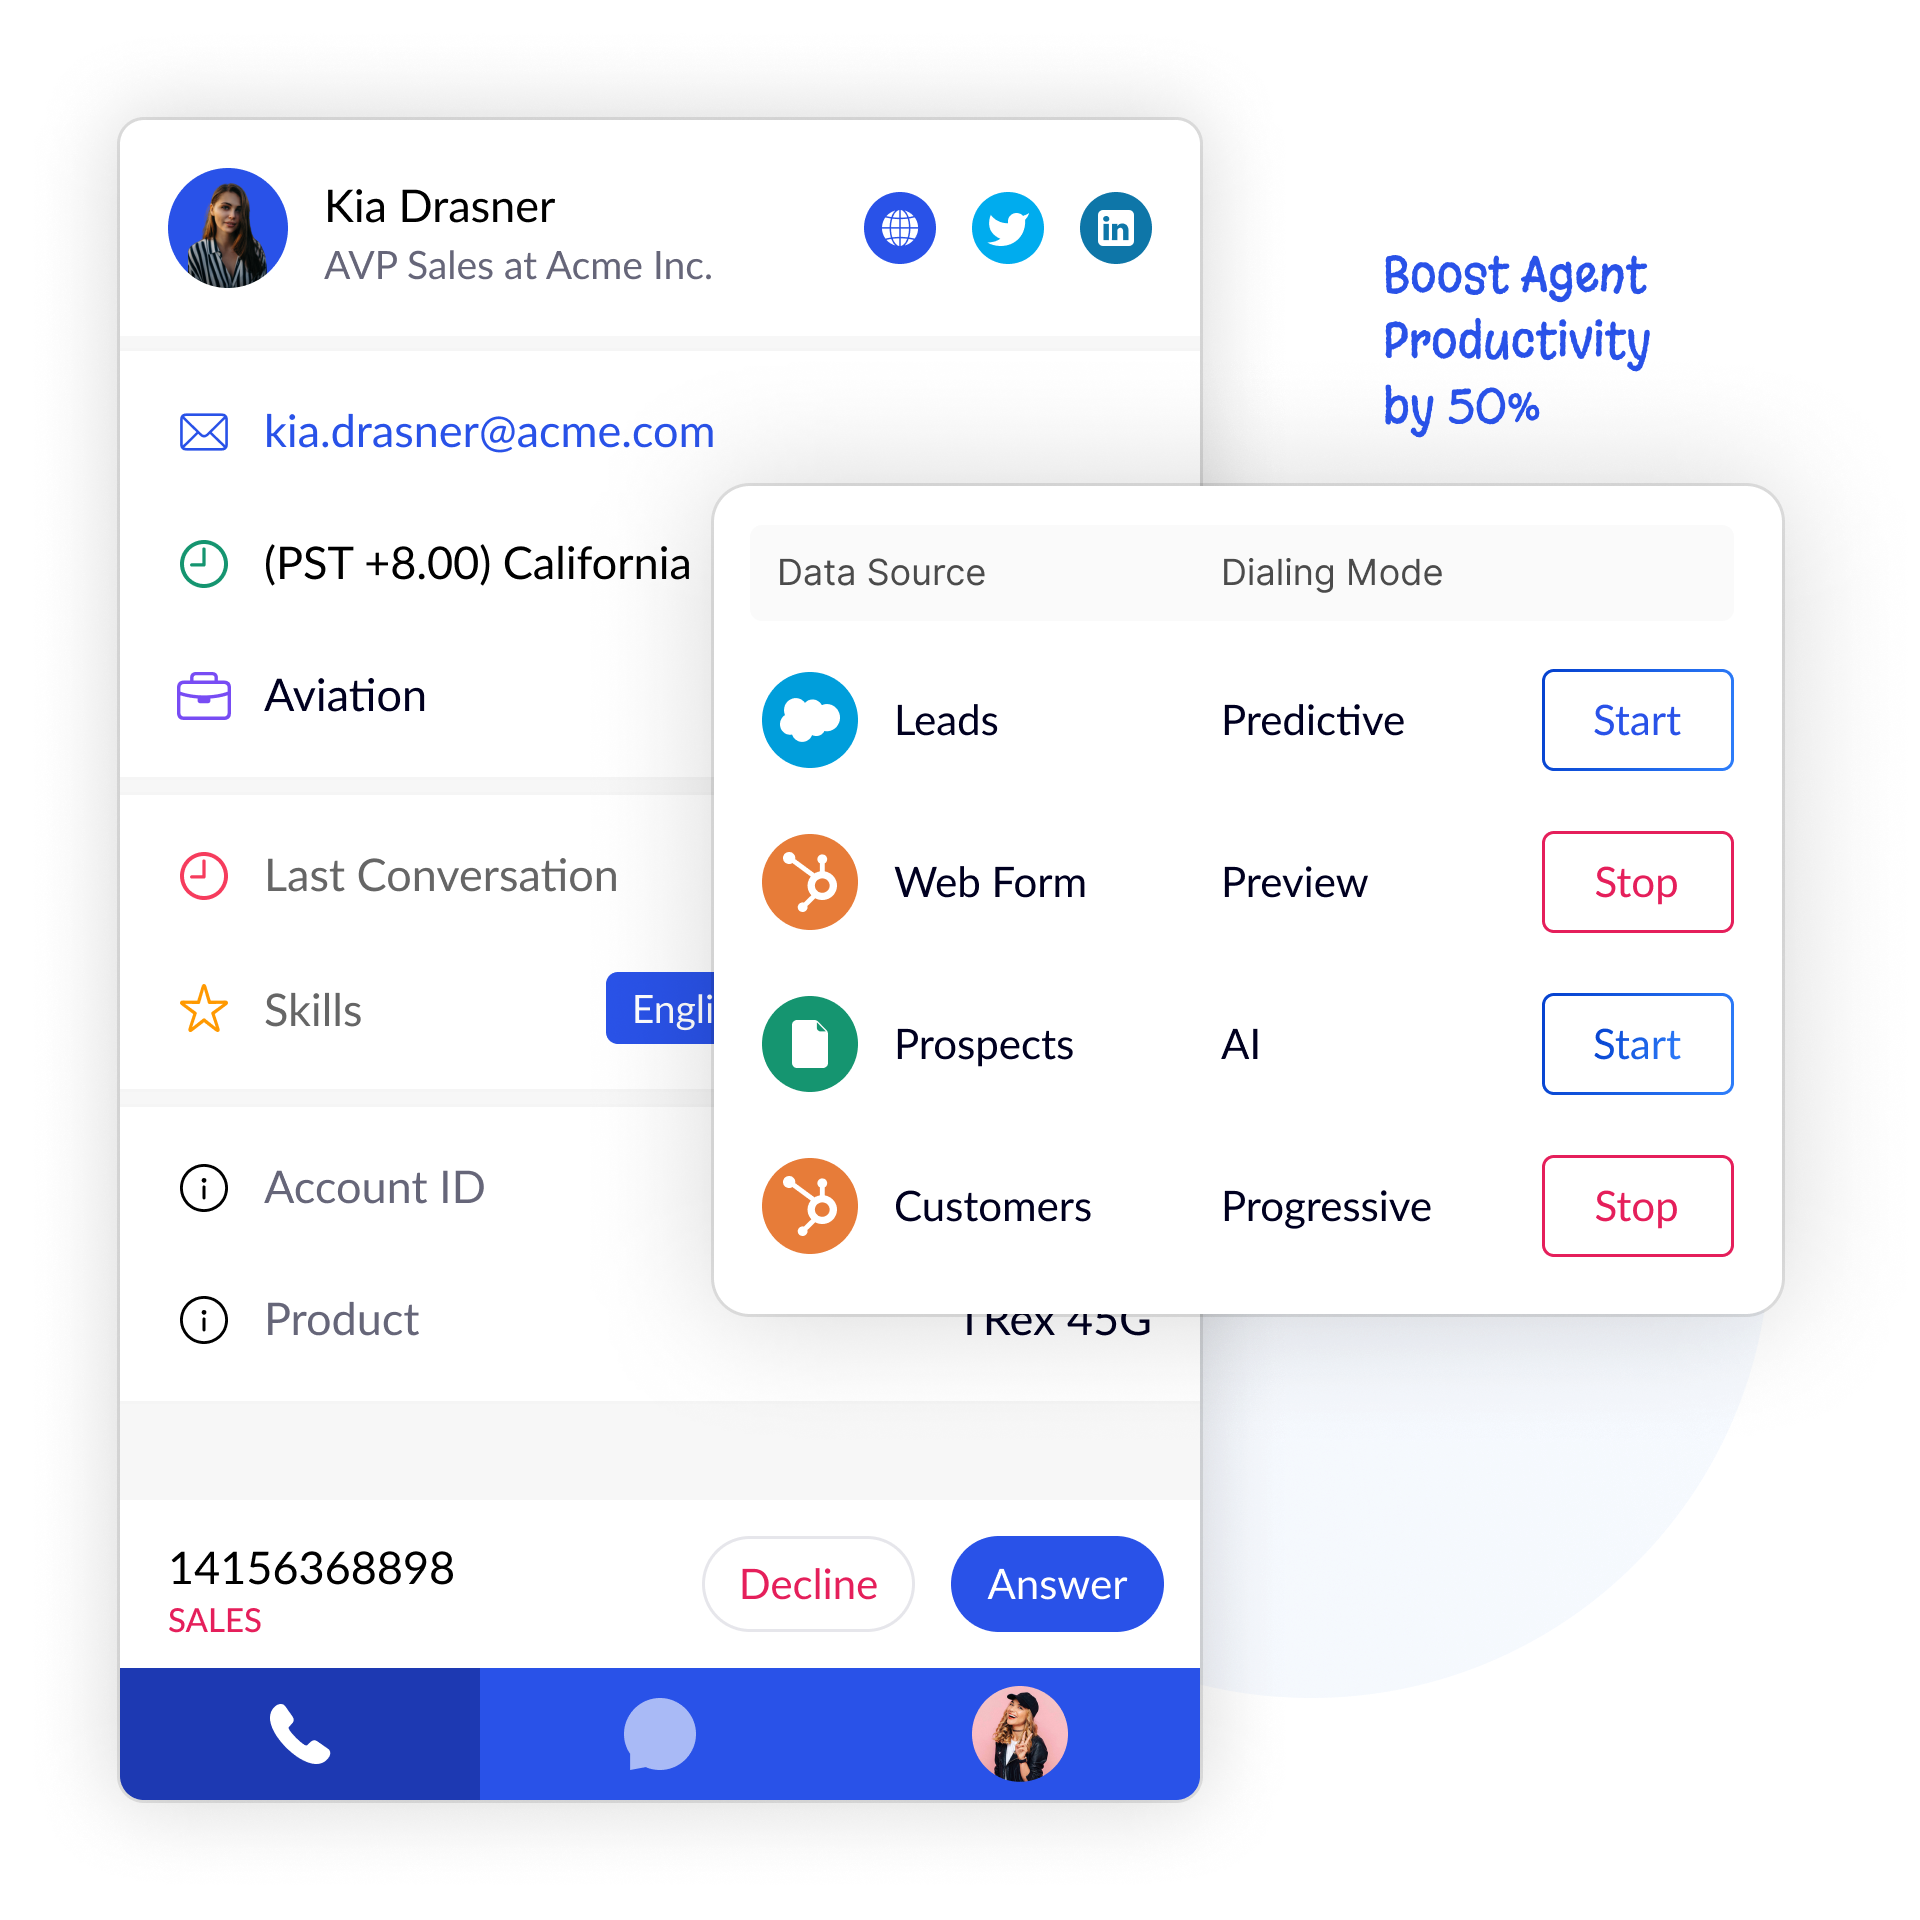 Kia Drasner
AVP Sales at Acme Inc.
in
Boost Agent
Productivity
by 50%
kia.drasner@acme.com
(PST +8.00) California
Aviation
Last Conversation
Skills
Account ID
Product
Data Source Dialing Mode
Leads Predictive Start
Web Form Preview Stop
Prospects AI Start
Customers Progressive Stop
TRex 45G
14156368898
SALES
Decline
Answer